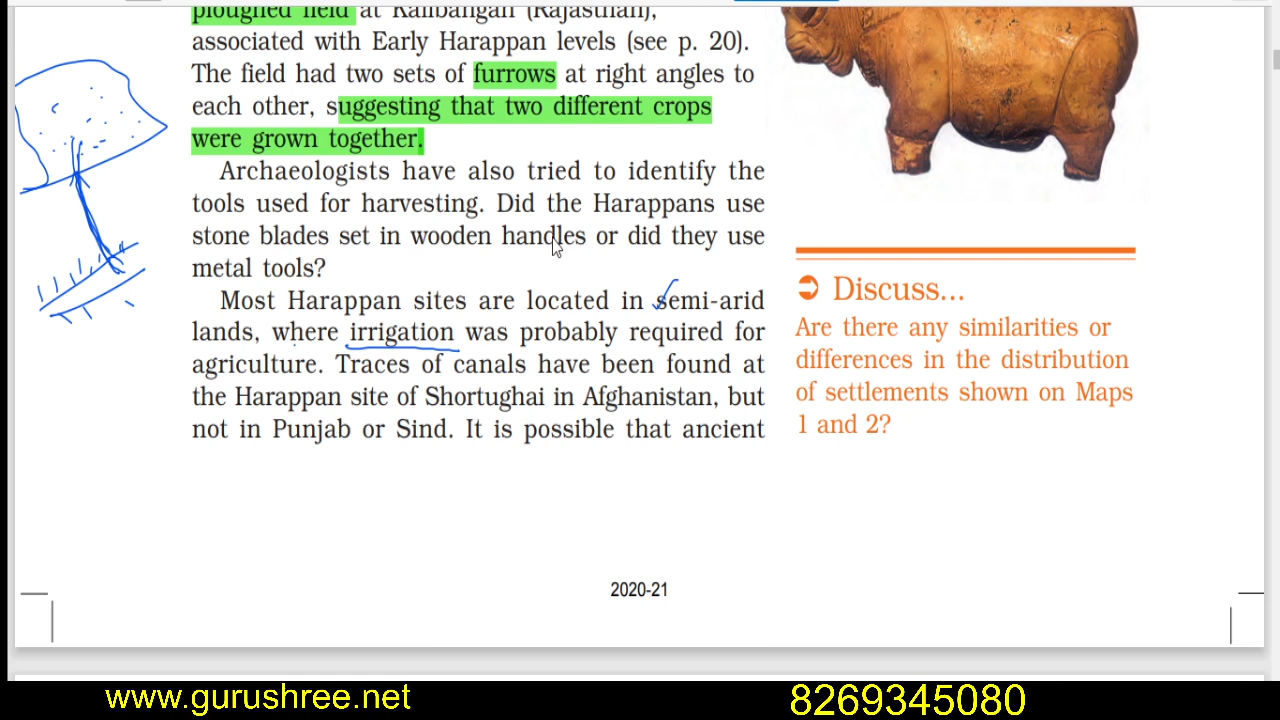 ploughed field at Kalibangan (Rajasthan),
associated with Early Harappan levels (see p. 20).
The field had two sets of furrows at right angles to
each other, suggesting that two different crops
were grown together.
Archaeologists have also tried to identify the
tools used for harvesting. Did the Harappans use
stone blades set in wooden handles or did they use
metal tools?
Most Harappan sites are located in semi-arid
lands, where irrigation was probably required for
agriculture. Traces of canals have been found at
the Harappan site of Shortughai in Afghanistan, but
not in Punjab or Sind. It is possible that ancient
Discuss...
Are there any similarities or
differences in the distribution
of settlements shown on Maps
1 and 2?
2020-21
www.gurushree.net
8269345080